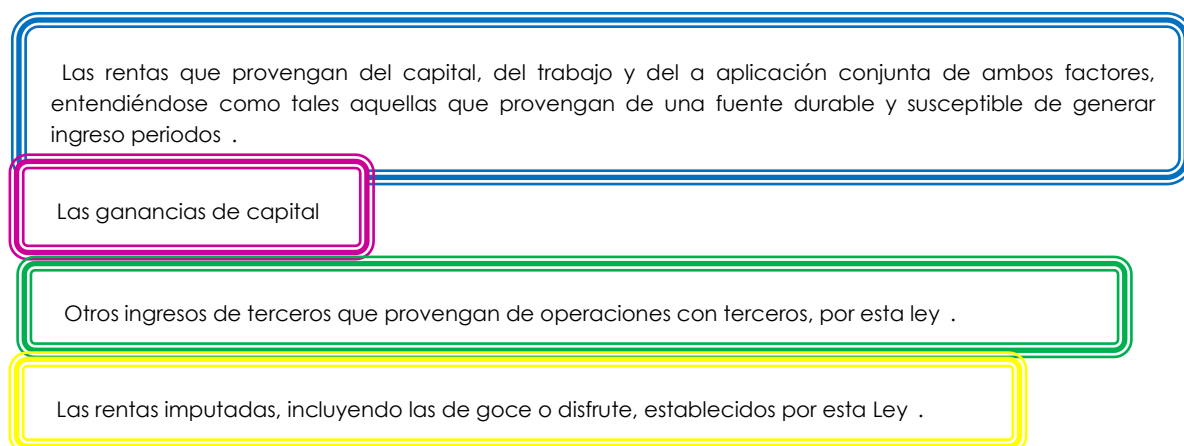 Las rentas que provengan del capital, del trabajo y del a aplicación conjunta de ambos factores,
entendiéndose como tales aquellas que provengan de una fuente durable y susceptible de generar
ingreso periodos .
Las ganancias de capital
Otros ingresos de terceros que provengan de operaciones con terceros, por esta ley .
Las rentas imputadas, incluyendo las de goce o disfrute, establecidos por esta Ley .